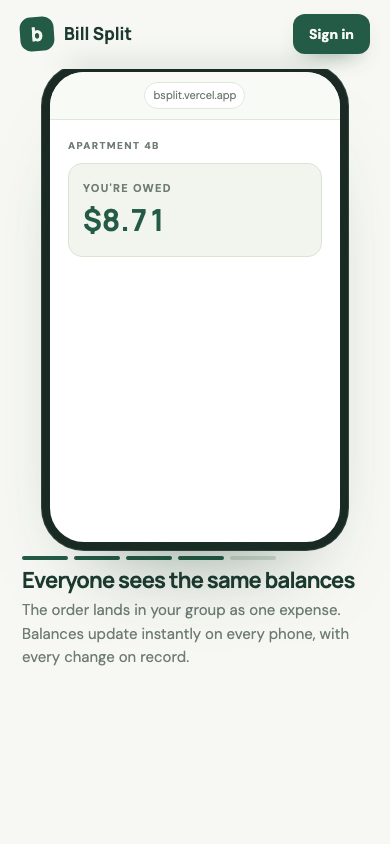 b
Bill Split
Sign in
bsplit.vercel.app
APARTMENT 4B
YOU'RE OWED
$8.71
Everyone sees the same balances
The order lands in your group as one expense.
Balances update instantly on every phone, with
every change on record.